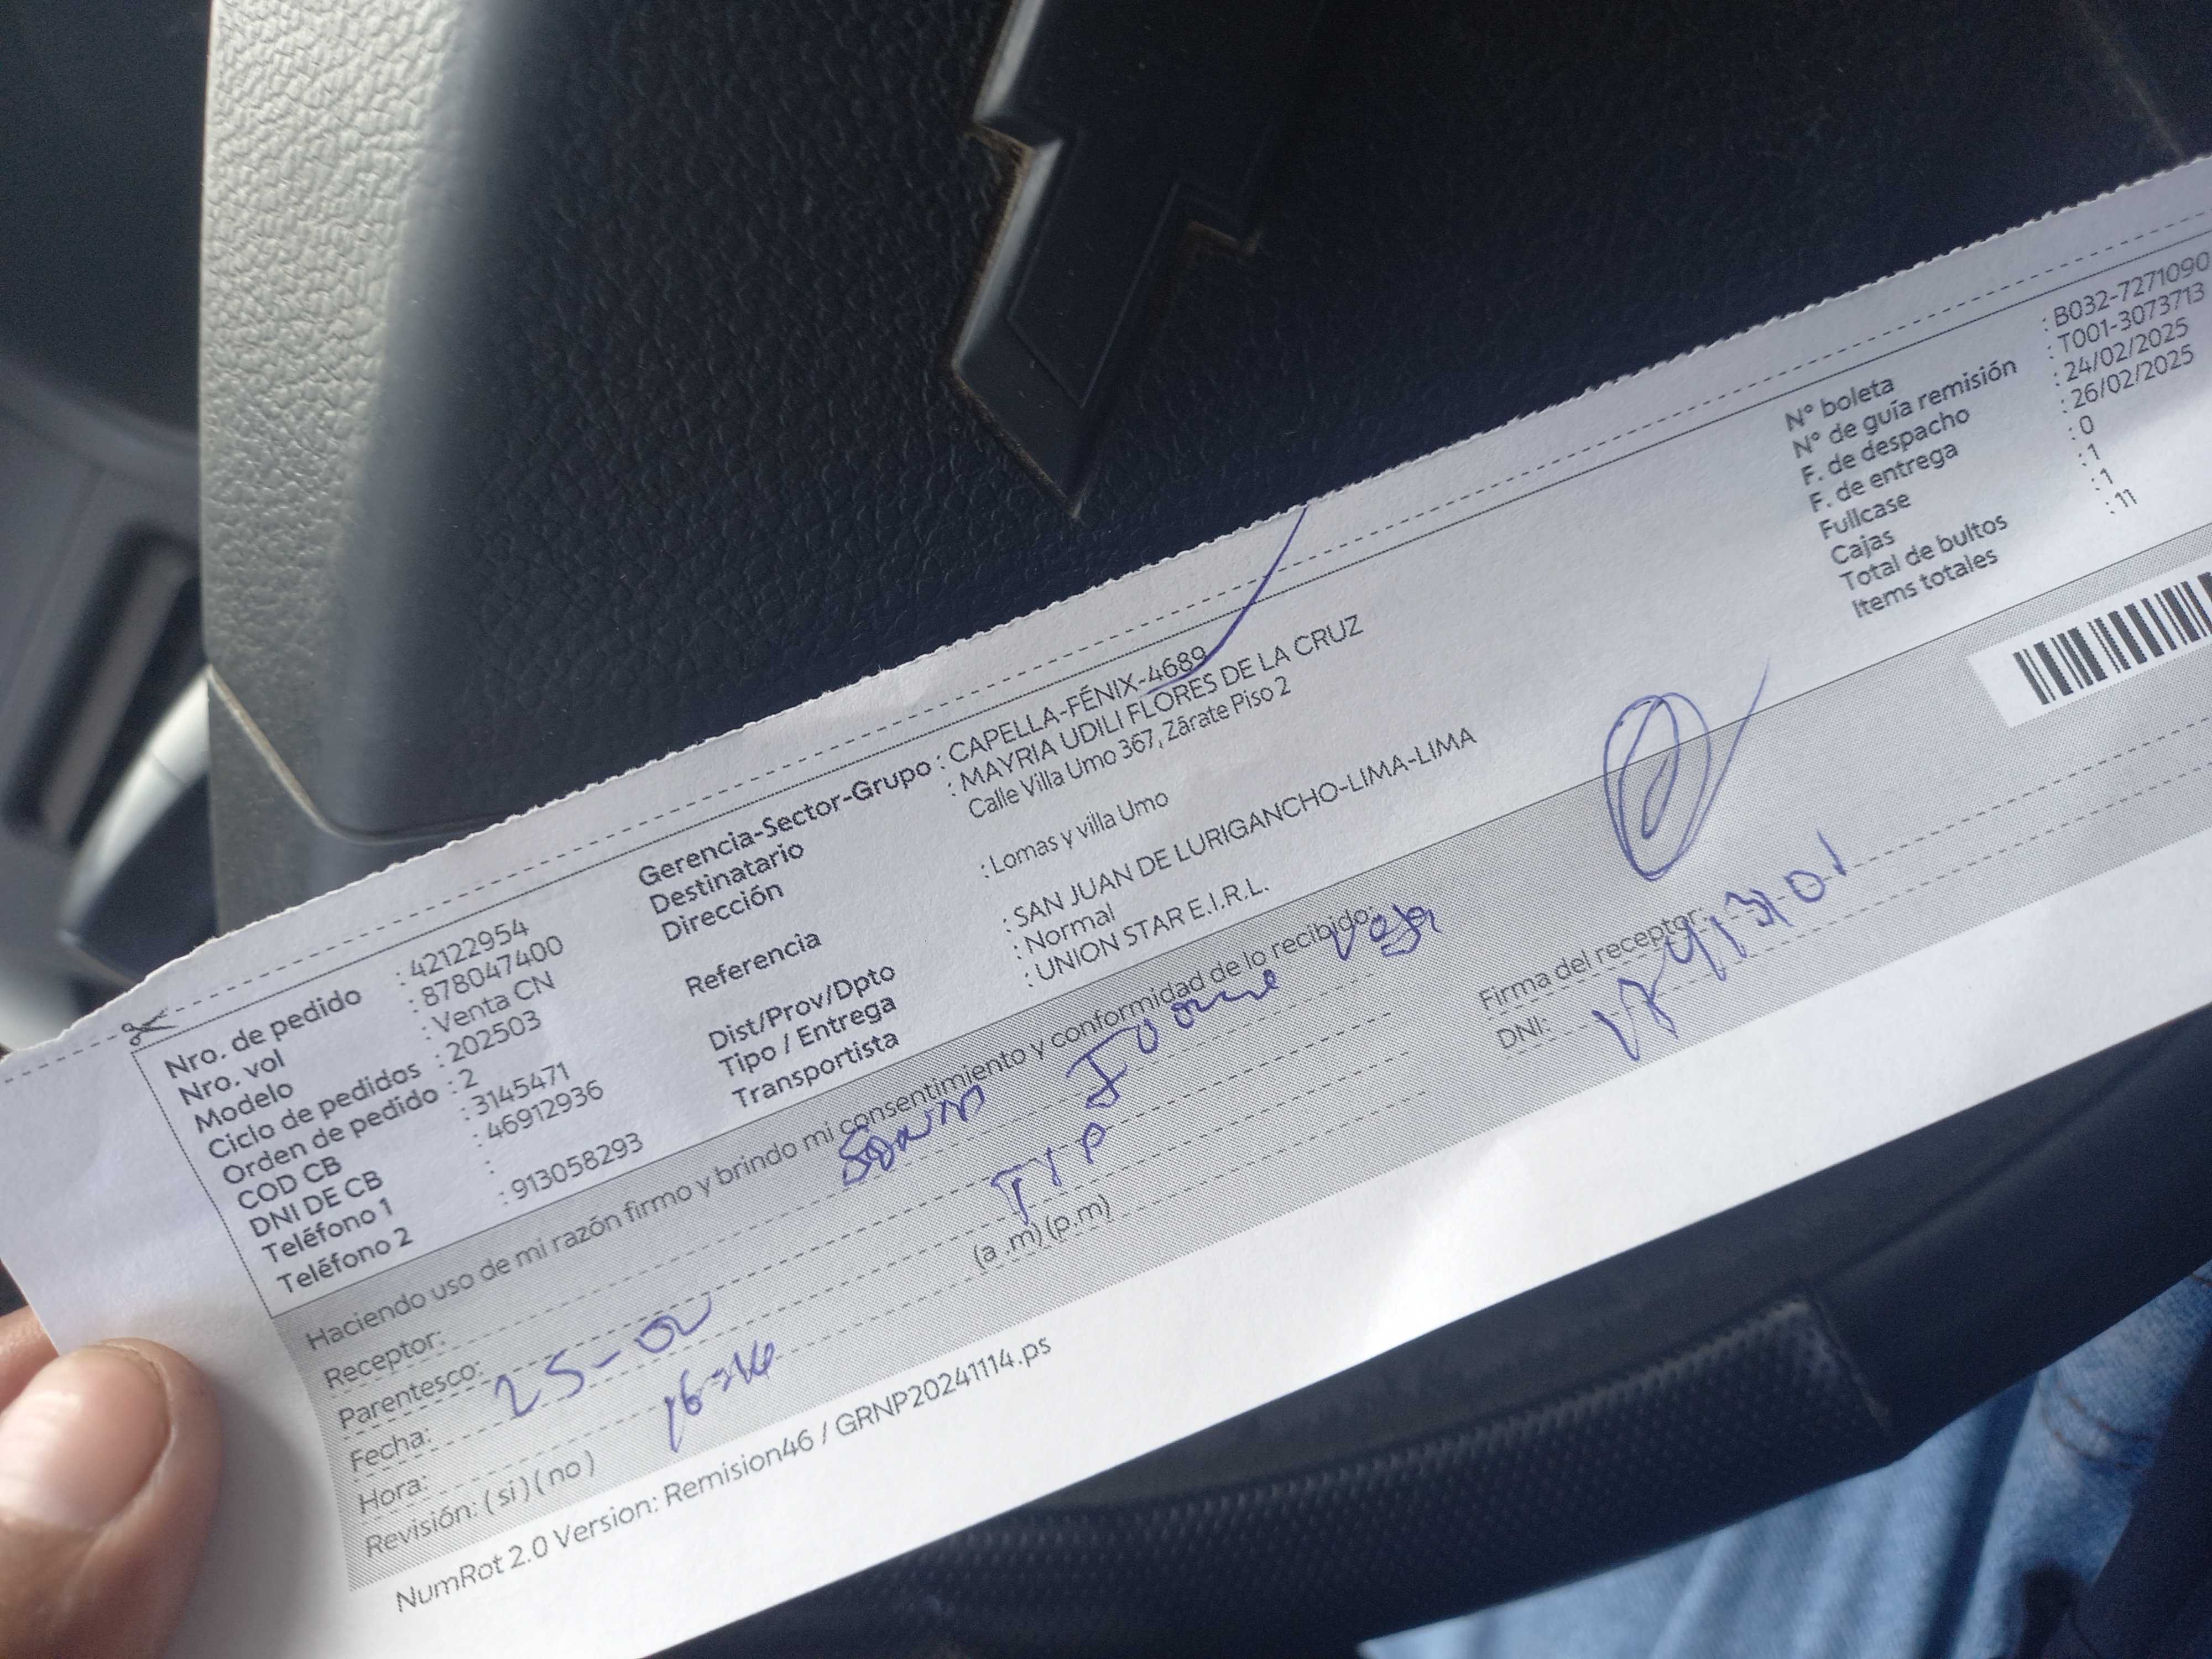 Nro. de pedido : 42122954
Nro. vol : 878047400
Modelo : Venta CN
Ciclo de pedidos : 202503
Orden de pedido : 2
COD CB : 3145471
DNI DE CB : 46912936
Teléfono 1 :
Teléfono 2 : 913058293
Gerencia-Sector-Grupo : CAPELLA-FÉNIX-4689
Destinatario : MAYRIA UDILI FLORES DE LA CRUZ
Dirección Calle Villa Umo 367, Zárate Piso 2
Referencia : Lomas y villa Umo
Dist/Prov/Dpto : SAN JUAN DE LURIGANCHO-LIMA-LIMA
Tipo / Entrega : Normal
Transportista : UNION STAR E.I.R.L.
N° boleta : B032-7271090
N° de guía remisión : T001-3073713
F. de despacho : 24/02/2025
F. de entrega : 26/02/2025
Fullcase : 0
Cajas : 1
Total de bultos : 1
Items totales : 11
Haciendo uso de mi razón firmo y brindo mi consentimiento y conformidad de lo recibido:
Receptor:
Parentesco: TIP
Fecha: 25-02
Hora: (a .m) (p.m)
Revisión: ( si ) ( no )
Firma del receptor:
DNI:
NumRot 2.0 Version: Remision46 / GRNP20241114.ps